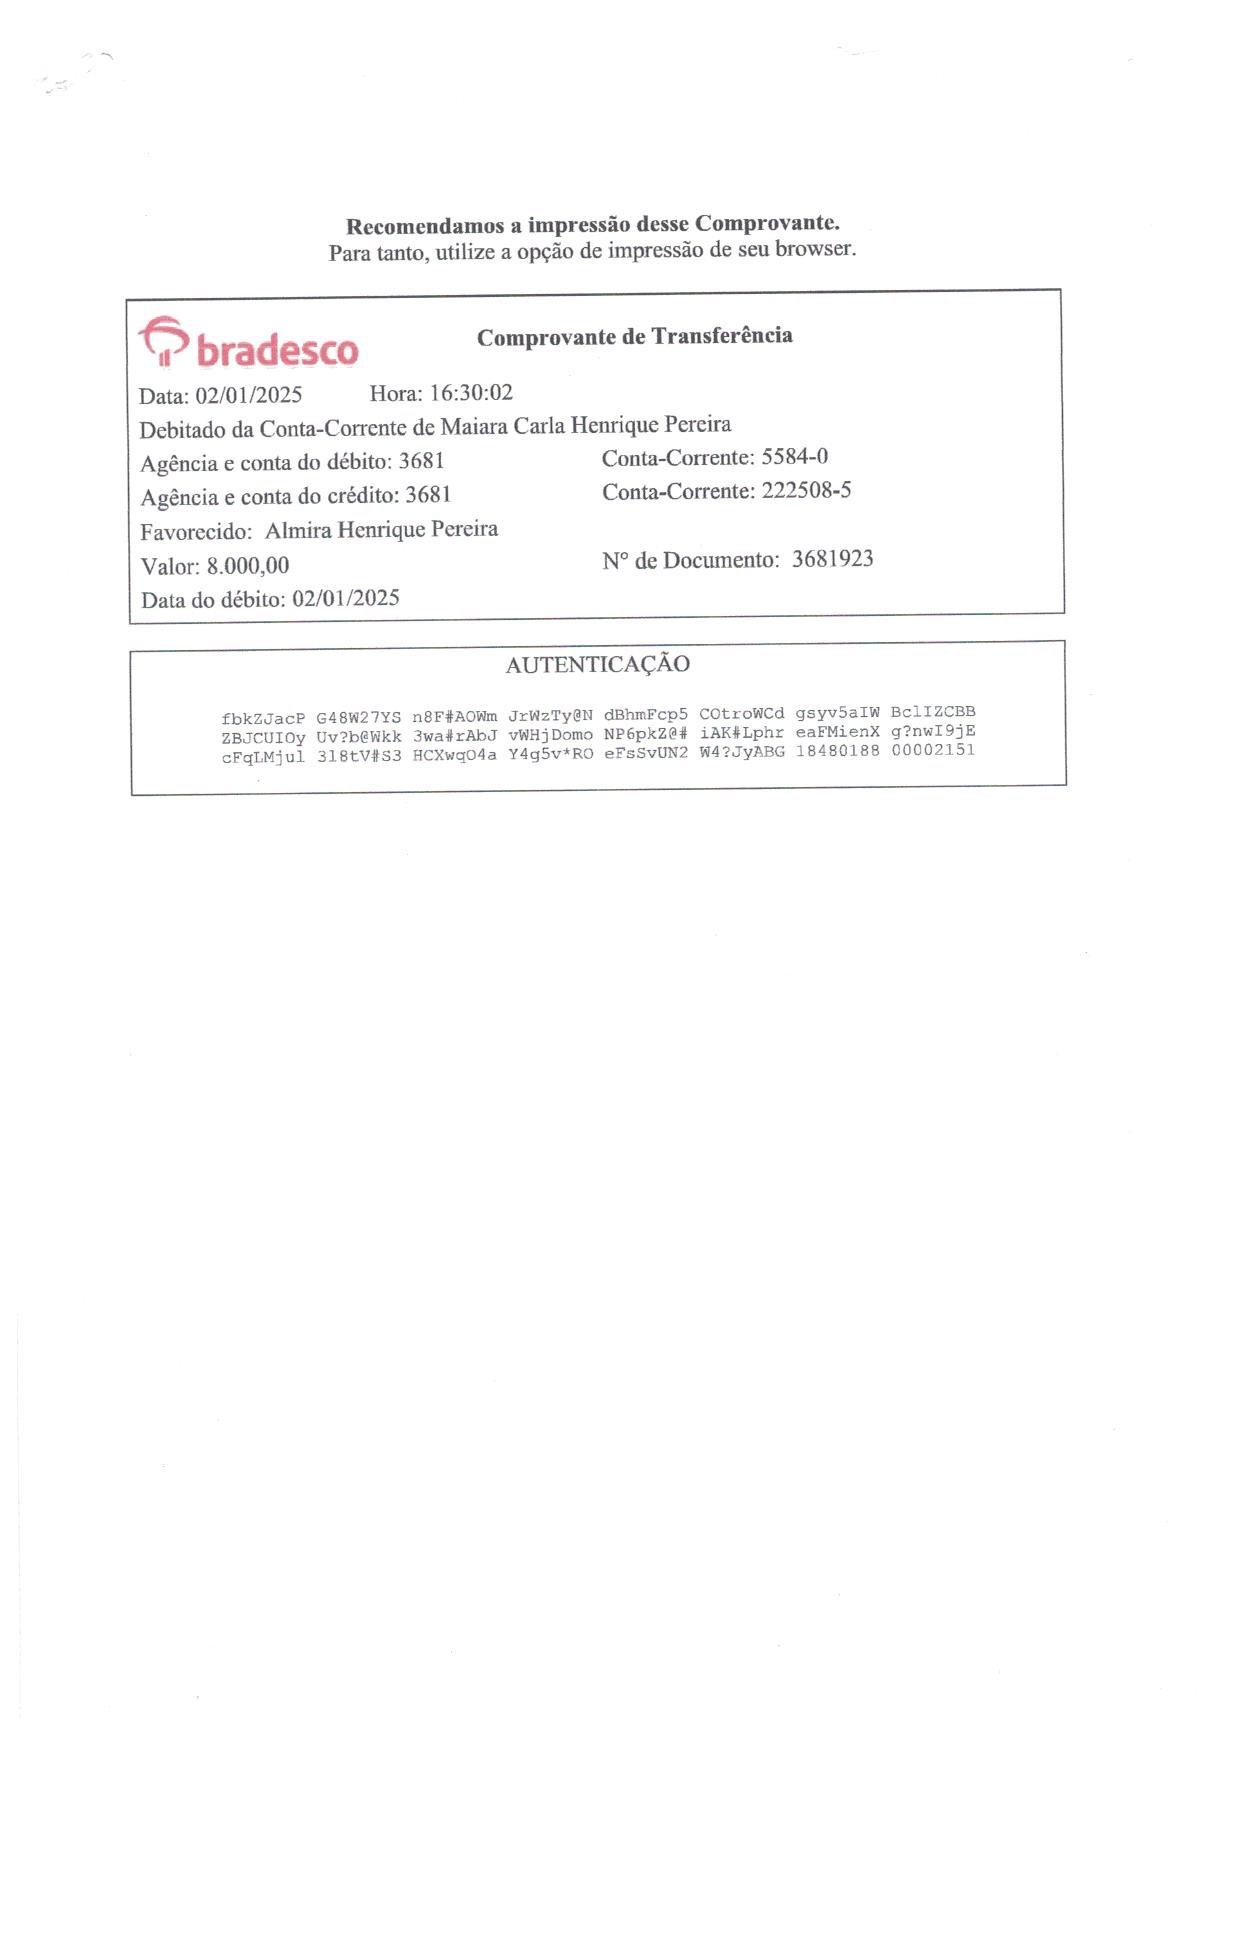 Recomendamos a impressão desse Comprovante.
Para tanto, utilize a opção de impressão de seu browser.
bradesco
Comprovante de Transferência
Data: 02/01/2025 Hora: 16:30:02
Debitado da Conta-Corrente de Maiara Carla Henrique Pereira
Agência e conta do débito: 3681 Conta-Corrente: 5584-0
Agência e conta do crédito: 3681 Conta-Corrente: 222508-5
Favorecido: Almira Henrique Pereira
Valor: 8.000,00 N° de Documento: 3681923
Data do débito: 02/01/2025
AUTENTICAÇÃO
fbkZJacP G48W27YS n8F#AOWm JrWzTy@N dBhmFcp5 COtroWCd gsyv5aIW BclIZCBB
ZBJCUIOy Uv?b@Wkk 3wa#rAbJ vWHjDomo NP6pkZ@# iAK#Lphr eaFMienX g?nwI9jE
cFqLMjul 3l8tV#S3 HCXwqO4a Y4g5v*RO eFsSvUN2 W4?JyABG 18480188 00002151